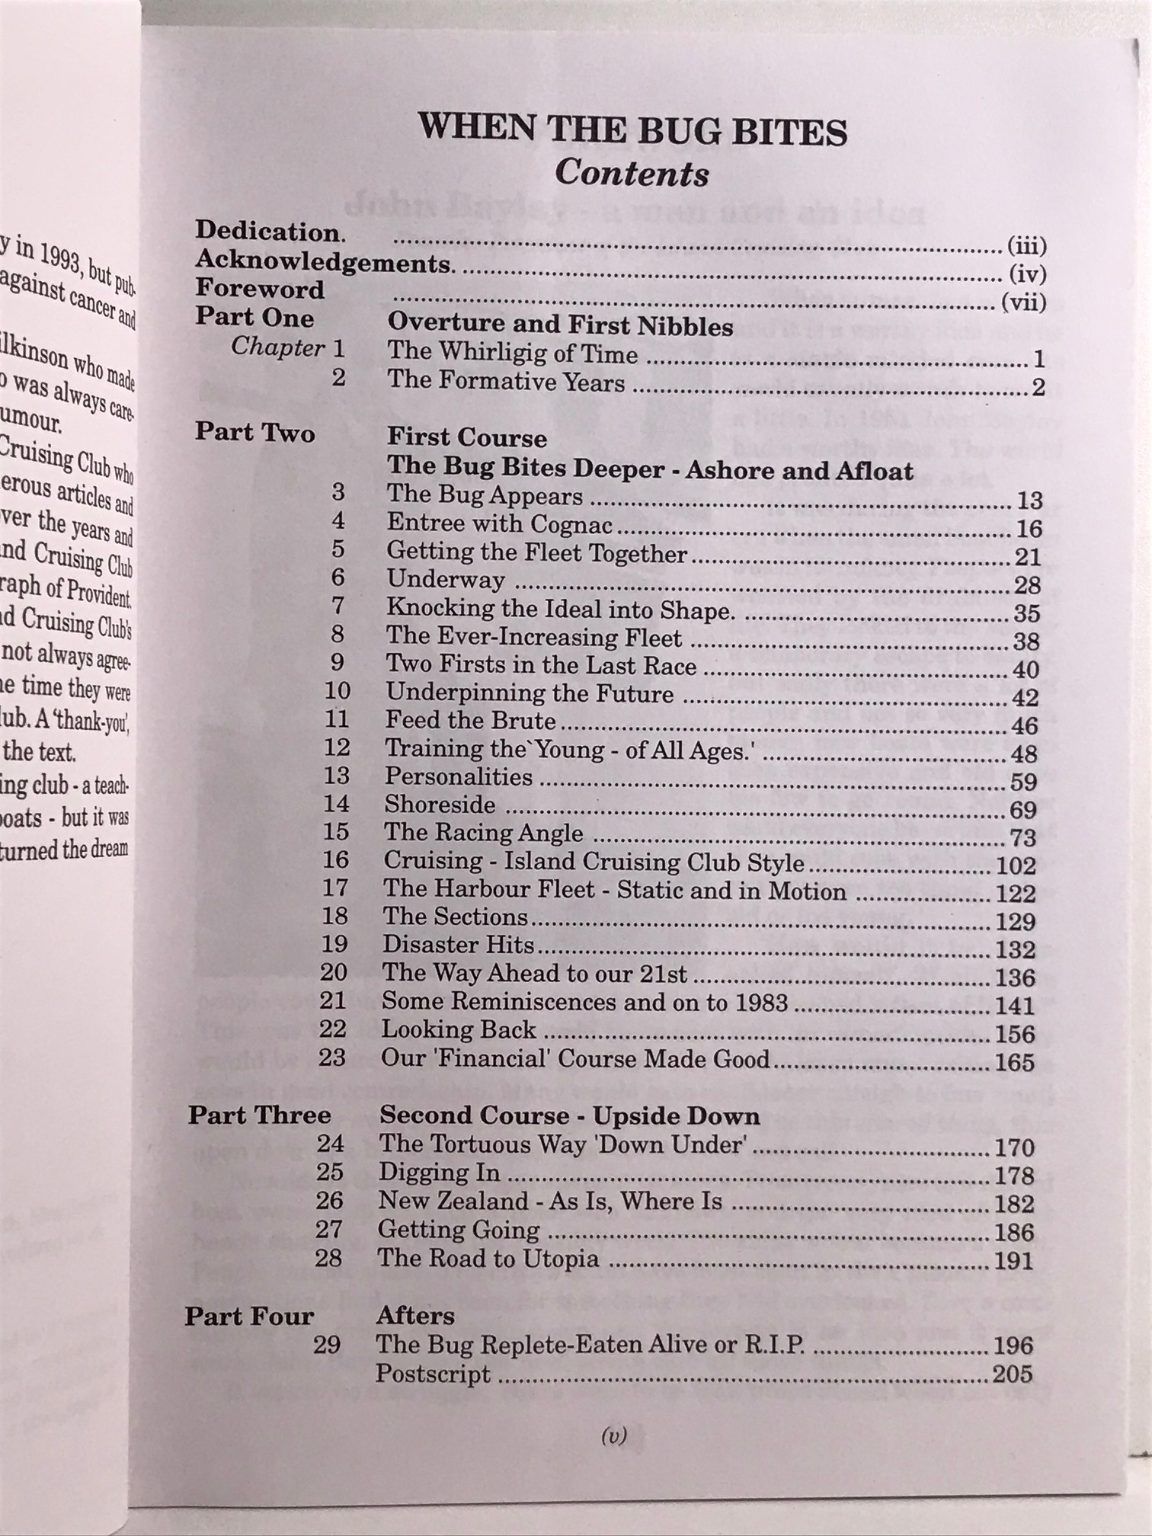 y in 1993, but pub-
against cancer and
ilkinson who made
o was always care-
umour.
Cruising Club who
erous articles and
ver the years and
nd Cruising Club
raph of Provident.
nd Cruising Club's
not always agree-
e time they were
lub. A 'thank-you',
the text.
ing club - a teach-
oats - but it was
turned the dream
WHEN THE BUG BITES
Contents
Dedication. (iii)
Acknowledgements. (iv)
Foreword (vii)
Part One Overture and First Nibbles
Chapter 1 The Whirligig of Time 1
2 The Formative Years 2
Part Two First Course
The Bug Bites Deeper - Ashore and Afloat
3 The Bug Appears 13
4 Entree with Cognac 16
5 Getting the Fleet Together 21
6 Underway 28
7 Knocking the Ideal into Shape. 35
8 The Ever-Increasing Fleet 38
9 Two Firsts in the Last Race 40
10 Underpinning the Future 42
11 Feed the Brute 46
12 Training the`Young - of All Ages.' 48
13 Personalities 59
14 Shoreside 69
15 The Racing Angle 73
16 Cruising - Island Cruising Club Style 102
17 The Harbour Fleet - Static and in Motion 122
18 The Sections 129
19 Disaster Hits 132
20 The Way Ahead to our 21st 136
21 Some Reminiscences and on to 1983 141
22 Looking Back 156
23 Our 'Financial' Course Made Good 165
Part Three Second Course - Upside Down
24 The Tortuous Way 'Down Under' 170
25 Digging In 178
26 New Zealand - As Is, Where Is 182
27 Getting Going 186
28 The Road to Utopia 191
Part Four Afters
29 The Bug Replete-Eaten Alive or R.I.P. 196
Postscript 205
(v)